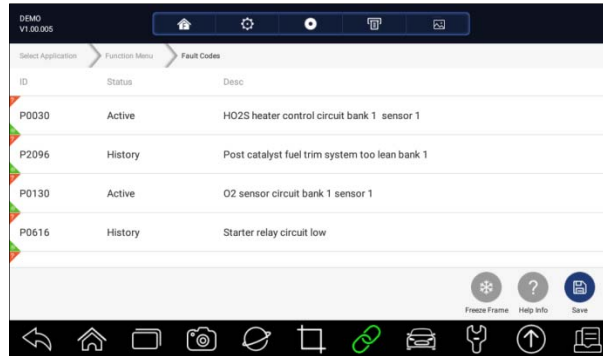 DEMO
V1.00.005
Select Application Function Menu Fault Codes
ID Status Desc
P0030 Active HO2S heater control circuit bank 1 sensor 1
P2096 History Post catalyst fuel trim system too lean bank 1
P0130 Active O2 sensor circuit bank 1 sensor 1
P0616 History Starter relay circuit low
Freeze Frame Help Info Save